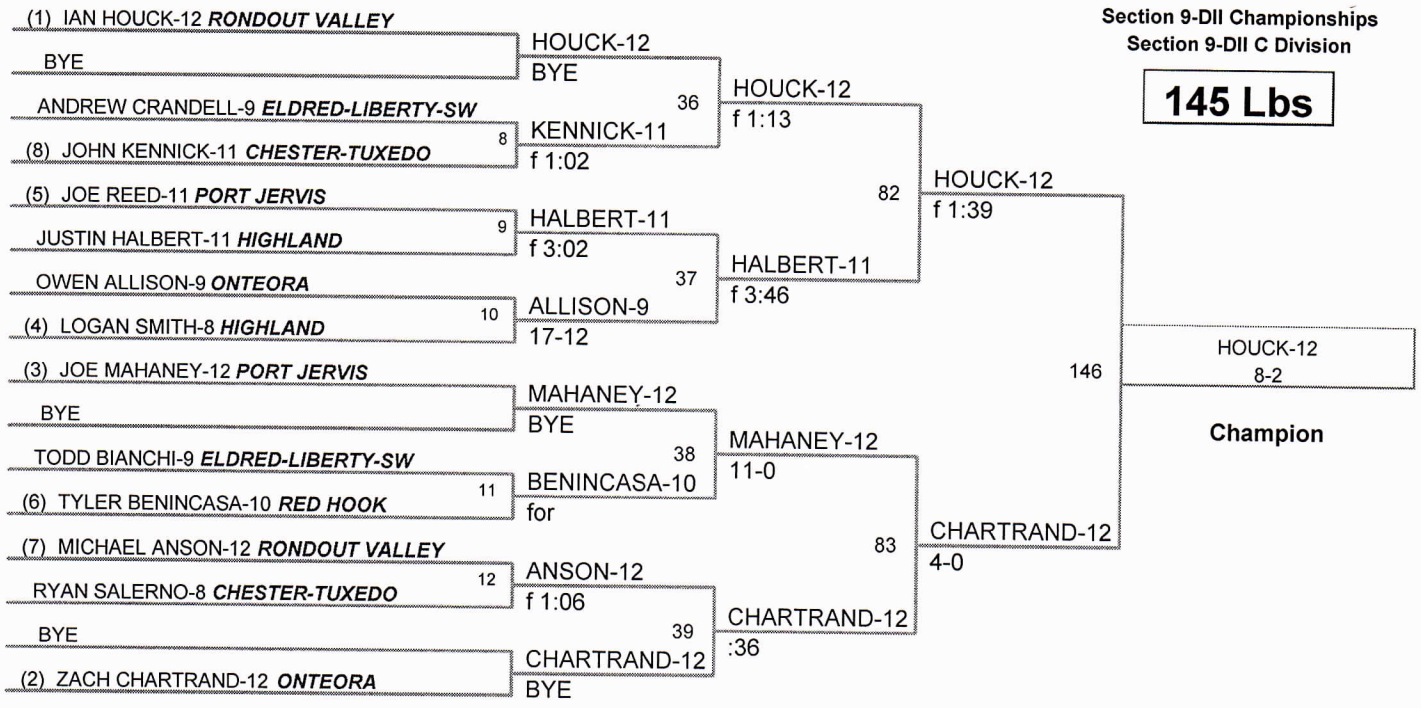 Section 9-DII Championships
Section 9-DII C Division
145 Lbs
(1) IAN HOUCK-12 RONDOUT VALLEY
BYE
ANDREW CRANDELL-9 ELDRED-LIBERTY-SW
(8) JOHN KENNICK-11 CHESTER-TUXEDO
(5) JOE REED-11 PORT JERVIS
JUSTIN HALBERT-11 HIGHLAND
OWEN ALLISON-9 ONTEORA
(4) LOGAN SMITH-8 HIGHLAND
(3) JOE MAHANEY-12 PORT JERVIS
BYE
TODD BIANCHI-9 ELDRED-LIBERTY-SW
(6) TYLER BENINCASA-10 RED HOOK
(7) MICHAEL ANSON-12 RONDOUT VALLEY
RYAN SALERNO-8 CHESTER-TUXEDO
BYE
(2) ZACH CHARTRAND-12 ONTEORA
HOUCK-12
BYE
8
KENNICK-11
f 1:02
9
HALBERT-11
f 3:02
10
ALLISON-9
17-12
MAHANEY-12
BYE
11
BENINCASA-10
for
12
ANSON-12
f 1:06
CHARTRAND-12
BYE
36
HOUCK-12
f 1:13
37
HALBERT-11
f 3:46
38
MAHANEY-12
11-0
39
CHARTRAND-12
:36
82
HOUCK-12
f 1:39
83
CHARTRAND-12
4-0
146
HOUCK-12
8-2
Champion